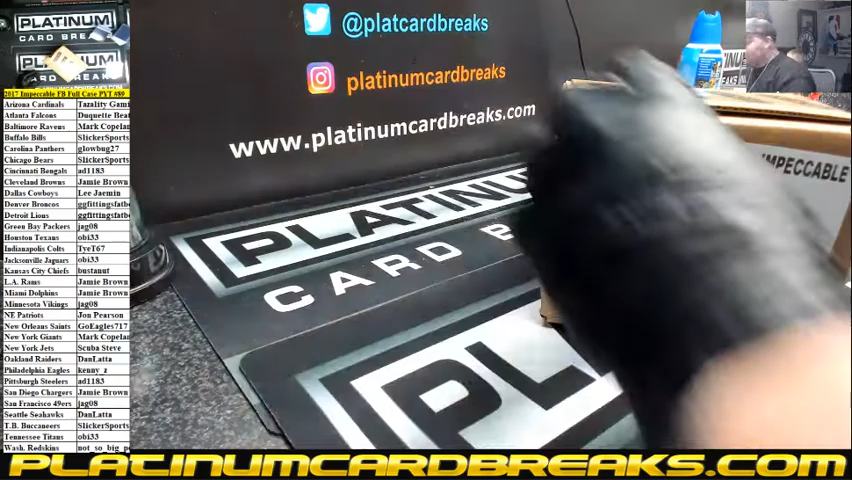 PLATINUM
CARD BREAKS
PLATINUM
CARD BREAKS
2017 Impeccable FB Full Case PYT #89
Arizona Cardinals Tazality Gami
Atlanta Falcons Duquette Beat
Baltimore Ravens Mark Copelan
Buffalo Bills SlickerSports
Carolina Panthers glowbug27
Chicago Bears SlickerSports
Cincinnati Bengals ad1183
Cleveland Browns Jamie Brown
Dallas Cowboys Lee Jaemin
Denver Broncos ggfittingsfatb
Detroit Lions ggfittingsfatb
Green Bay Packers jag08
Houston Texans obi33
Indianapolis Colts TyeT67
Jacksonville Jaguars obi33
Kansas City Chiefs bustanut
L.A. Rams Jamie Brown
Miami Dolphins Jamie Brown
Minnesota Vikings jag08
NE Patriots Jon Pearson
New Orleans Saints GoEagles717
New York Giants Mark Copelan
New York Jets Scuba Steve
Oakland Raiders DanLatta
Philadelphia Eagles kenny_z
Pittsburgh Steelers ad1183
San Diego Chargers Jamie Brown
San Francisco 49ers jag08
Seattle Seahawks DanLatta
T.B. Buccaneers SlickerSports
Tennessee Titans obi33
Wash. Redskins not_so_big_p
@platcardbreaks
platinumcardbreaks
www.platinumcardbreaks.com
IMPECCABLE
PLATINU
CARD B
PL
PLATINUMCARDBREAKS.COM PLATINUMCARDBREAKS.COM